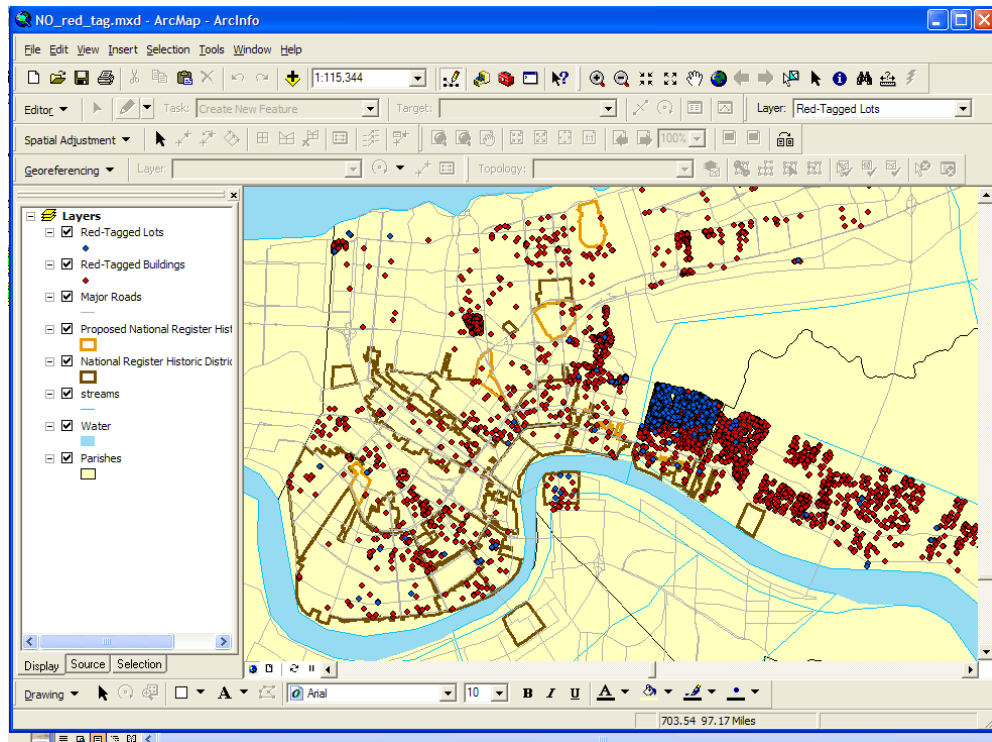 NO_red_tag.mxd - ArcMap - ArcInfo
File Edit View Insert Selection Tools Window Help
1:115,344
Editor Task: Create New Feature Target: Layer: Red-Tagged Lots
Spatial Adjustment 100%
Georeferencing Layer: Topology:
Layers
Red-Tagged Lots
Red-Tagged Buildings
Major Roads
Proposed National Register Hist
National Register Historic Distric
streams
Water
Parishes
Display Source Selection
Drawing A Arial 10 B I U A
703.54 97.17 Miles